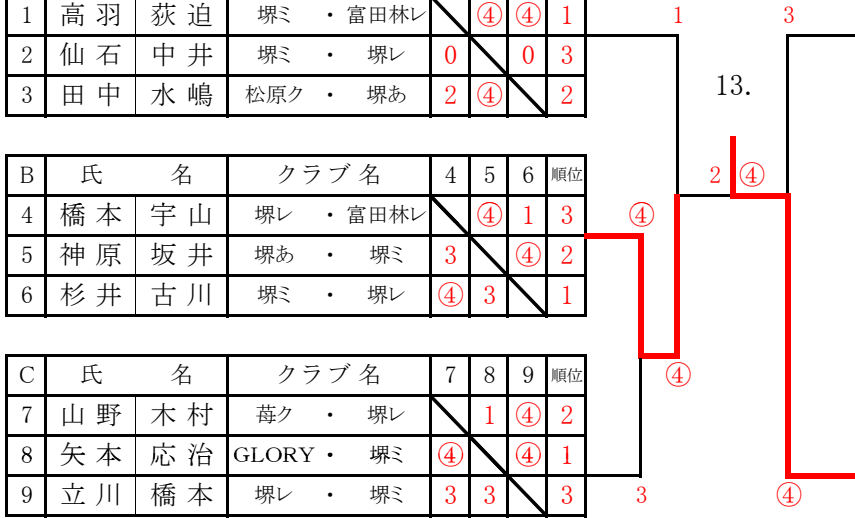 1 高羽 荻迫 堺ミ ・ 富田林レ ④ ④ 1
2 仙石 中井 堺ミ ・ 堺レ 0 0 3
3 田中 水嶋 松原ク ・ 堺あ 2 ④ 2
1 3
13.
2 ④
B 氏 名 クラブ名 4 5 6 順位
4 橋本 宇山 堺レ ・ 富田林レ ④ 1 3
5 神原 坂井 堺あ ・ 堺ミ 3 ④ 2
6 杉井 古川 堺ミ ・ 堺レ ④ 3 1
④
④
C 氏 名 クラブ名 7 8 9 順位
7 山野 木村 苺ク ・ 堺レ 1 ④ 2
8 矢本 応治 GLORY ・ 堺ミ ④ ④ 1
9 立川 橋本 堺レ ・ 堺ミ 3 3 3
3 ④